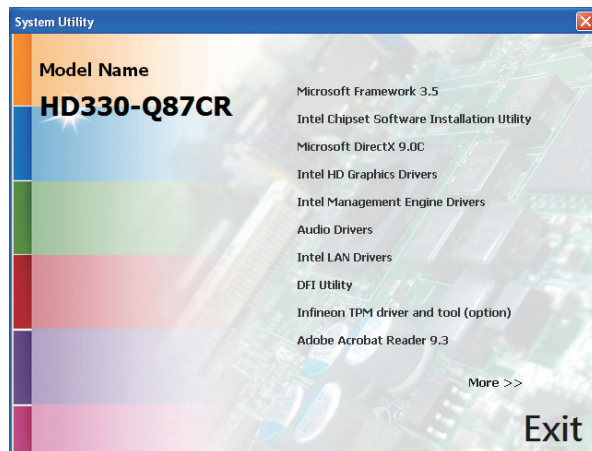 System Utility
Model Name
HD330-Q87CR
Microsoft Framework 3.5
Intel Chipset Software Installation Utility
Microsoft DirectX 9.0C
Intel HD Graphics Drivers
Intel Management Engine Drivers
Audio Drivers
Intel LAN Drivers
DFI Utility
Infineon TPM driver and tool (option)
Adobe Acrobat Reader 9.3
More >>
Exit